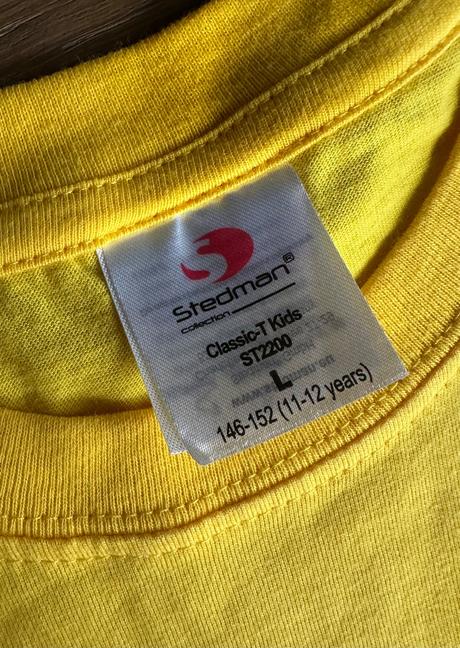 Stedman®
collection
Classic-T Kids
ST2200
L
146-152 (11-12 years)